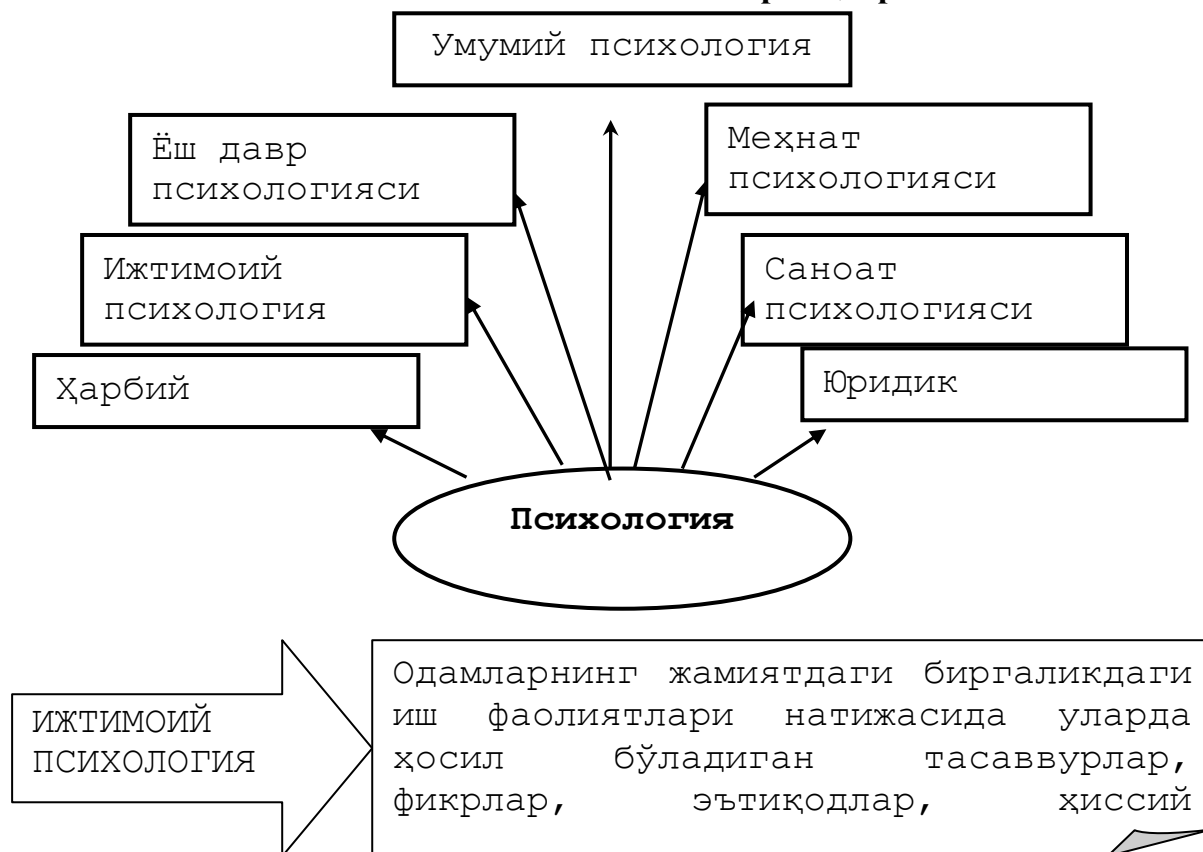 Умумий психология
Ёш давр
психологияси
Меҳнат
психологияси
Ижтимоий
психология
Саноат
психологияси
Ҳарбий
Юридик
Психология
ИЖТИМОИЙ
ПСИХОЛОГИЯ
Одамларнинг жамиятдаги биргаликдаги
иш фаолиятлари натижасида уларда
ҳосил бўладиган тасаввурлар,
фикрлар, эътиқодлар, ҳиссий